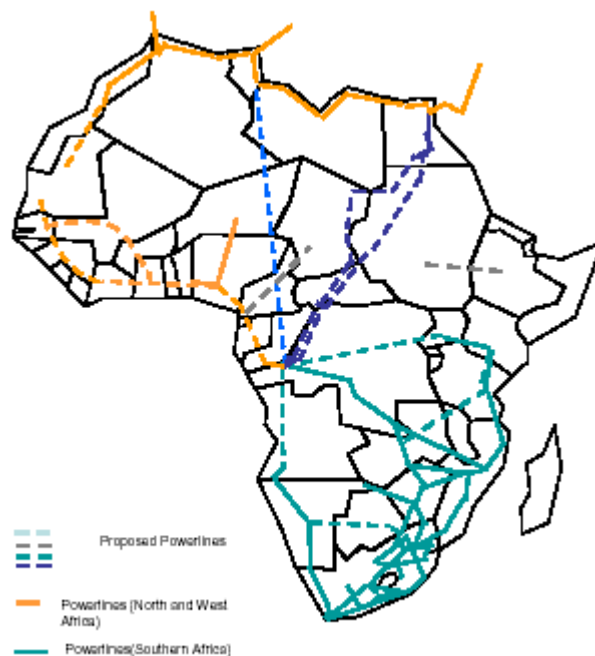 Proposed Powerlines
Powerlines (North and West
Africa)
Powerlines(Southern Africa)